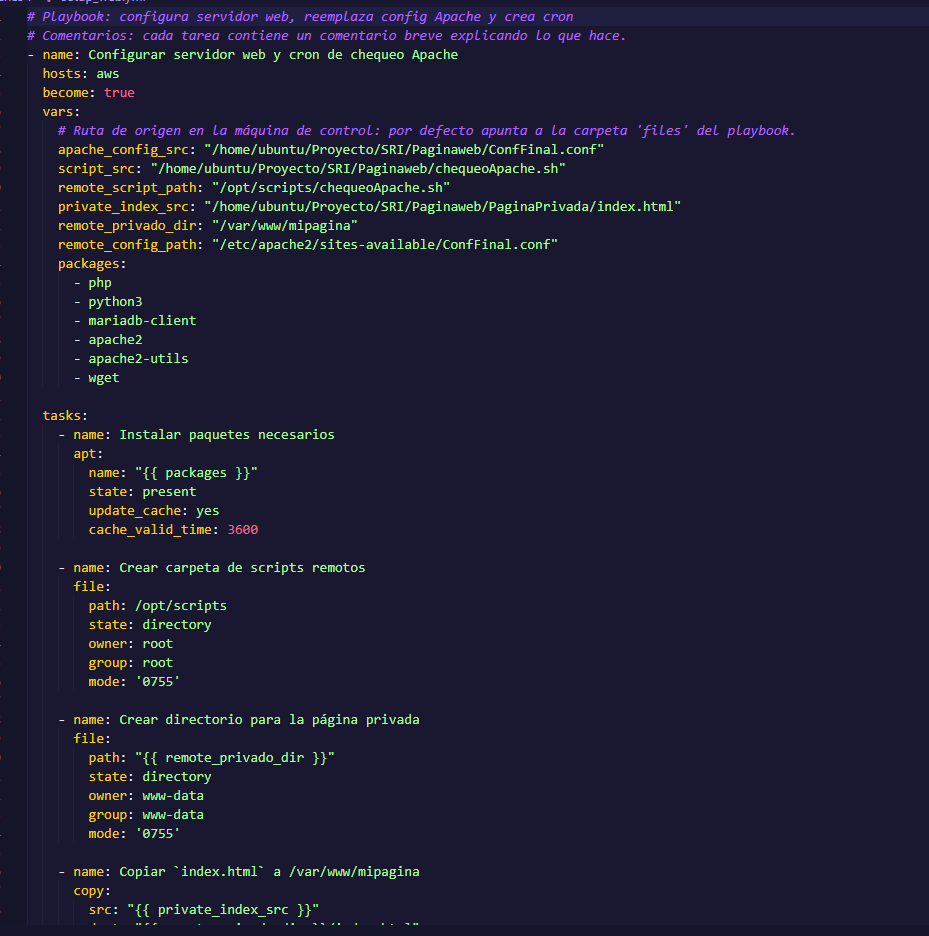 # Playbook: configura servidor web, reemplaza config Apache y crea cron
# Comentarios: cada tarea contiene un comentario breve explicando lo que hace.
- name: Configurar servidor web y cron de chequeo Apache
  hosts: aws
  become: true
  vars:
    # Ruta de origen en la máquina de control: por defecto apunta a la carpeta 'files' del playbook.
    apache_config_src: "/home/ubuntu/Proyecto/SRI/Paginaweb/ConfFinal.conf"
    script_src: "/home/ubuntu/Proyecto/SRI/Paginaweb/chequeoApache.sh"
    remote_script_path: "/opt/scripts/chequeoApache.sh"
    private_index_src: "/home/ubuntu/Proyecto/SRI/Paginaweb/PaginaPrivada/index.html"
    remote_privado_dir: "/var/www/mipagina"
    remote_config_path: "/etc/apache2/sites-available/ConfFinal.conf"
    packages:
      - php
      - python3
      - mariadb-client
      - apache2
      - apache2-utils
      - wget

  tasks:
    - name: Instalar paquetes necesarios
      apt:
        name: "{{ packages }}"
        state: present
        update_cache: yes
        cache_valid_time: 3600

    - name: Crear carpeta de scripts remotos
      file:
        path: /opt/scripts
        state: directory
        owner: root
        group: root
        mode: '0755'

    - name: Crear directorio para la página privada
      file:
        path: "{{ remote_privado_dir }}"
        state: directory
        owner: www-data
        group: www-data
        mode: '0755'

    - name: Copiar `index.html` a /var/www/mipagina
      copy:
        src: "{{ private_index_src }}"